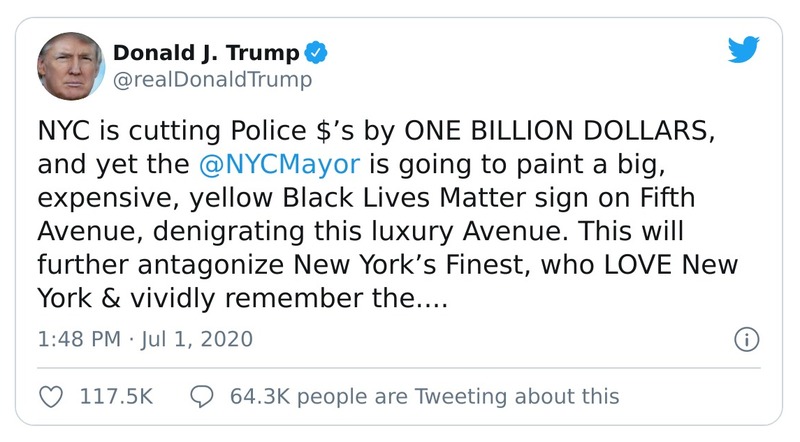 Donald J. Trump
@realDonaldTrump
NYC is cutting Police $’s by ONE BILLION DOLLARS,
and yet the @NYCMayor is going to paint a big,
expensive, yellow Black Lives Matter sign on Fifth
Avenue, denigrating this luxury Avenue. This will
further antagonize New York’s Finest, who LOVE New
York & vividly remember the....
1:48 PM · Jul 1, 2020
117.5K 64.3K people are Tweeting about this